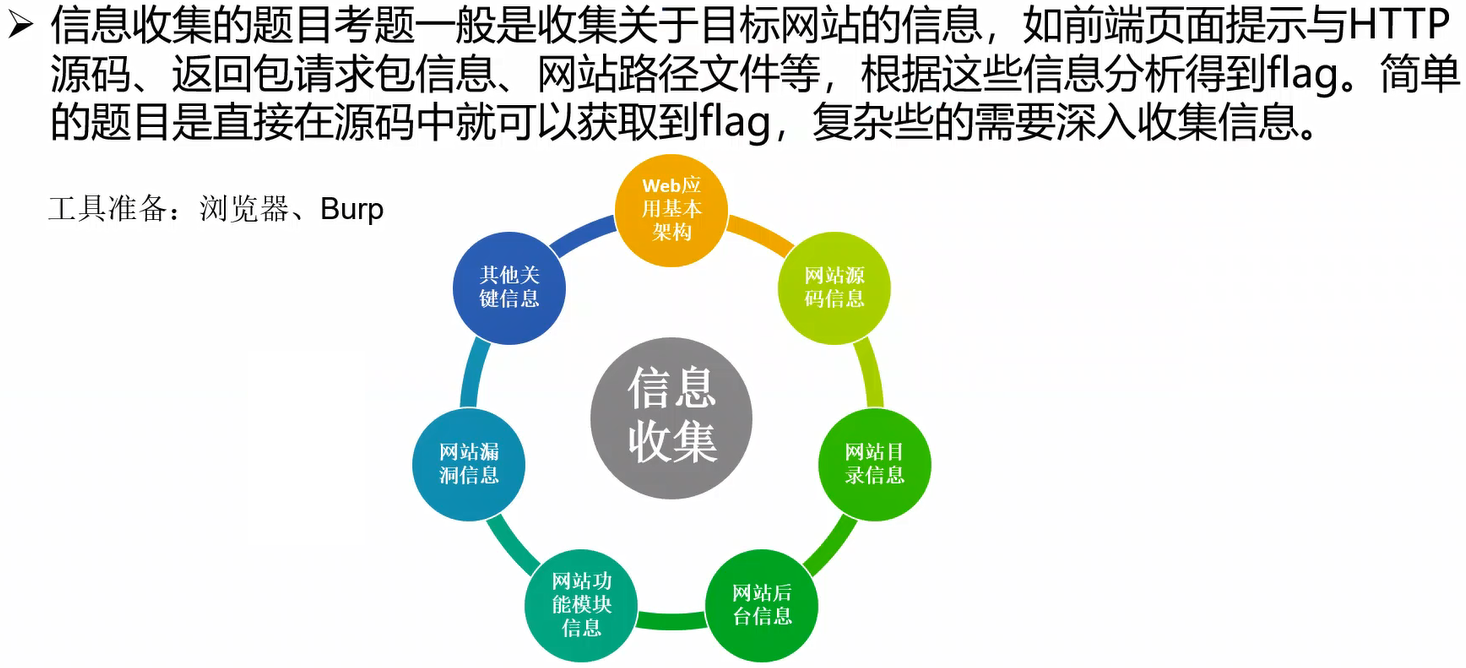 ➢ 信息收集的题目考题一般是收集关于目标网站的信息，如前端页面提示与HTTP
源码、返回包请求包信息、网站路径文件等，根据这些信息分析得到flag。简单
的题目是直接在源码中就可以获取到flag，复杂些的需要深入收集信息。
工具准备：浏览器、Burp
Web应
用基本
架构
网站源
码信息
网站目
录信息
网站后
台信息
网站功
能模块
信息
网站漏
洞信息
其他关
键信息
信息
收集